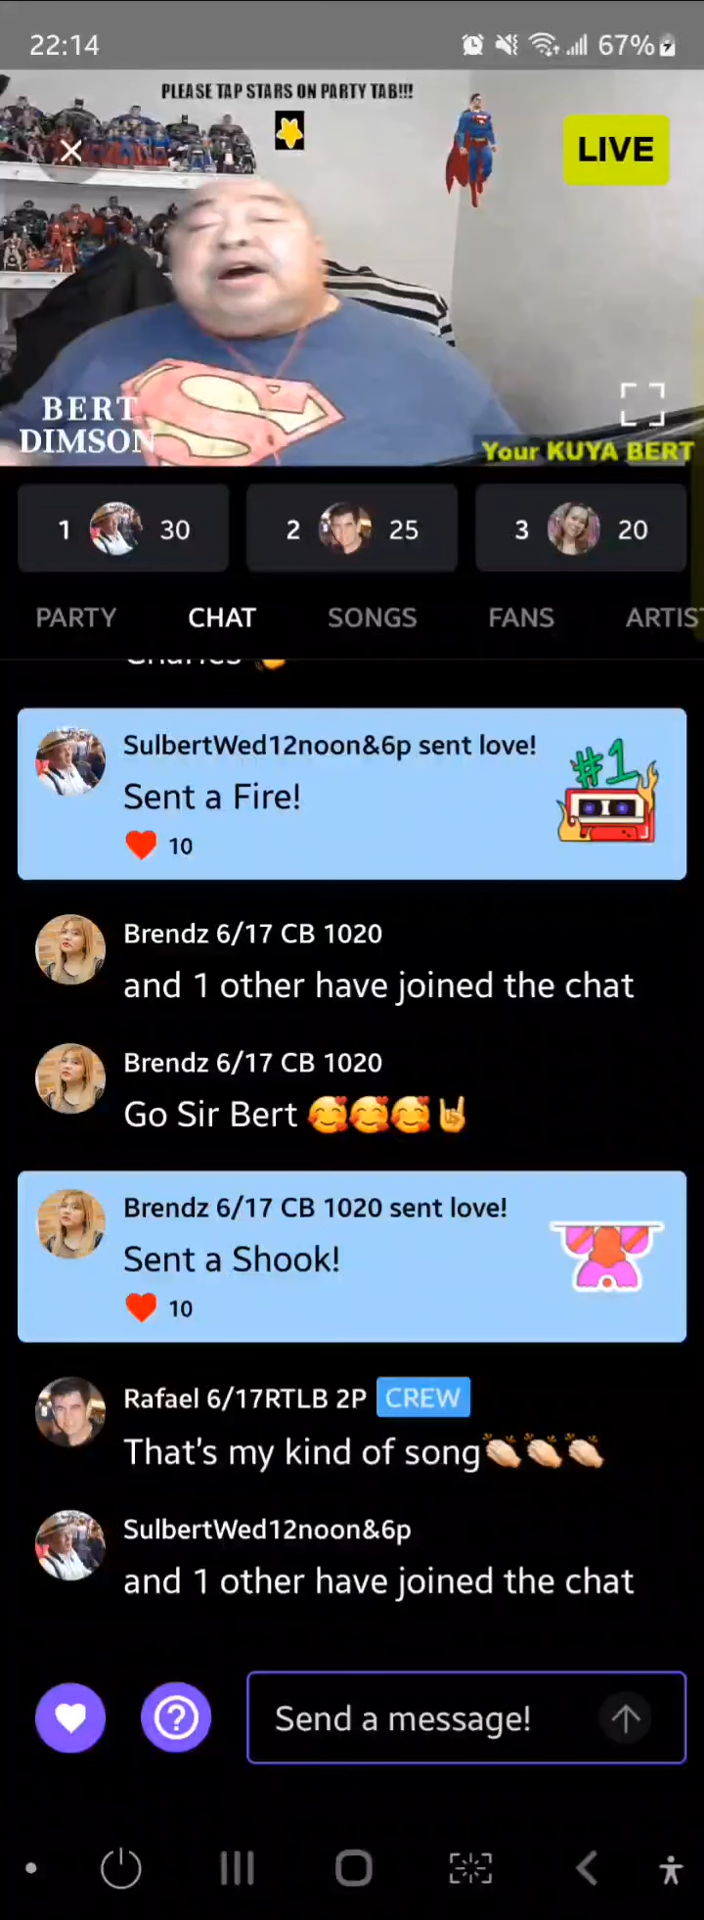 22:14
67%
PLEASE TAP STARS ON PARTY TAB!!!
LIVE
BERT
DIMSON
Your KUYA BERT
1 30
2 25
3 20
PARTY CHAT SONGS FANS ARTIS
Charles
SulbertWed12noon&6p sent love!
#1
Sent a Fire!
10
Brendz 6/17 CB 1020
and 1 other have joined the chat
Brendz 6/17 CB 1020
Go Sir Bert 🥰🥰🥰🤘
Brendz 6/17 CB 1020 sent love!
Sent a Shook!
10
Rafael 6/17RTLB 2P CREW
That's my kind of song👏🏻👏🏻👏🏻
SulbertWed12noon&6p
and 1 other have joined the chat
Send a message!